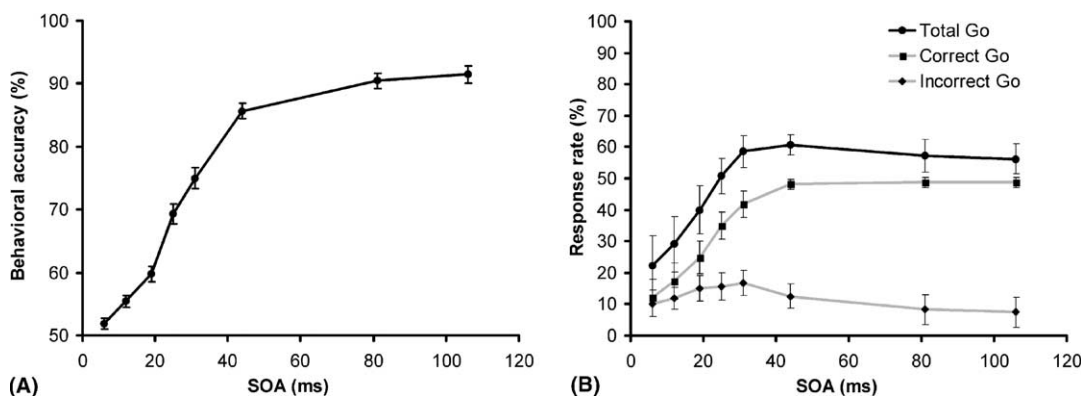 100
90
80
70
60
50
0 20 40 60 80 100 120
Behavioral accuracy (%)
SOA (ms)
(A)
100
90
80
70
60
50
40
30
20
10
0
0 20 40 60 80 100 120
Response rate (%)
SOA (ms)
Total Go
Correct Go
Incorrect Go
(B)